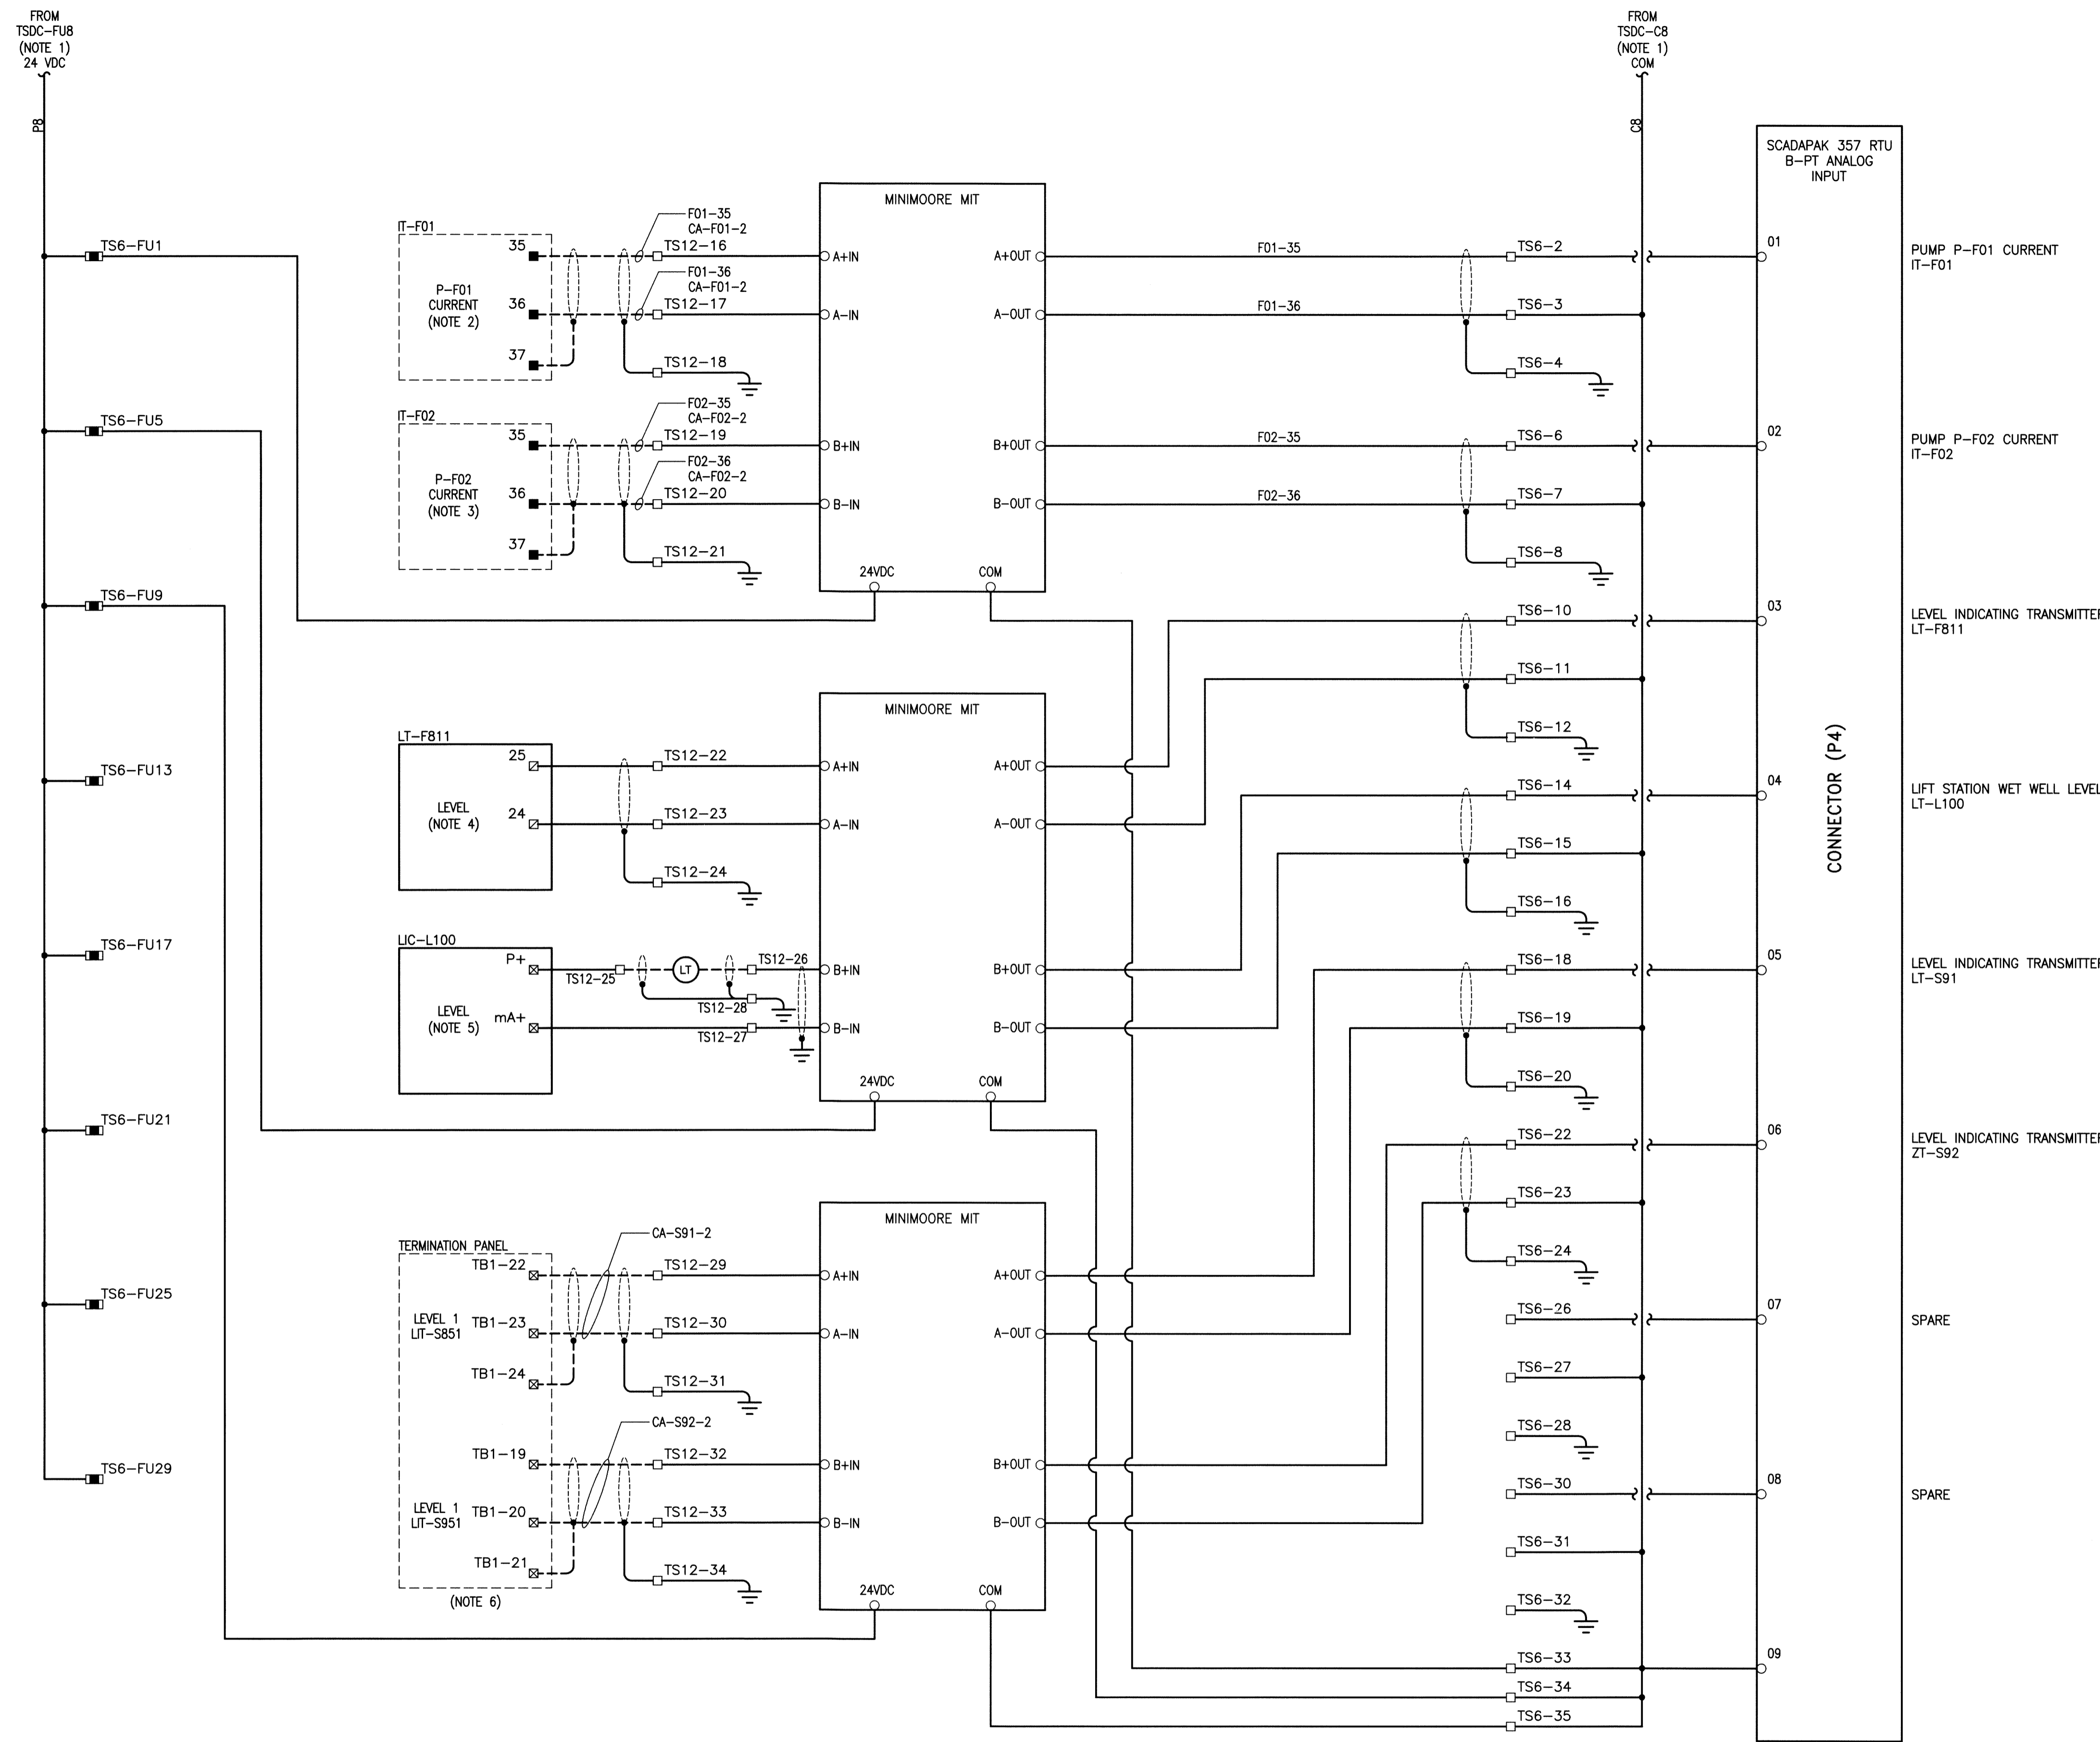 FROM
TSDC-FU8
(NOTE 1)
24 VDC
P8
TS6-FU1
TS6-FU5
TS6-FU9
TS6-FU13
TS6-FU17
TS6-FU21
TS6-FU25
TS6-FU29
IT-F01
35
P-F01
CURRENT
(NOTE 2)
36
37
F01-35
CA-F01-2
TS12-16
F01-36
CA-F01-2
TS12-17
TS12-18
IT-F02
35
P-F02
CURRENT
(NOTE 3)
36
37
F02-35
CA-F02-2
TS12-19
F02-36
CA-F02-2
TS12-20
TS12-21
MINIMOORE MIT
A+IN
A-IN
B+IN
B-IN
A+OUT
A-OUT
B+OUT
B-OUT
24VDC
COM
LT-F811
25
LEVEL
(NOTE 4)
24
TS12-22
TS12-23
TS12-24
LIC-L100
P+
LEVEL
(NOTE 5)
mA+
TS12-25
LT
TS12-26
TS12-28
TS12-27
MINIMOORE MIT
A+IN
A-IN
B+IN
B-IN
A+OUT
A-OUT
B+OUT
B-OUT
24VDC
COM
TERMINATION PANEL
TB1-22
LEVEL 1
LIT-S851
TB1-23
TB1-24
TB1-19
LEVEL 1
LIT-S951
TB1-20
TB1-21
(NOTE 6)
CA-S91-2
TS12-29
TS12-30
TS12-31
CA-S92-2
TS12-32
TS12-33
TS12-34
MINIMOORE MIT
A+IN
A-IN
B+IN
B-IN
A+OUT
A-OUT
B+OUT
B-OUT
24VDC
COM
F01-35
F01-36
F02-35
F02-36
FROM
TSDC-C8
(NOTE 1)
COM
C8
TS6-2
TS6-3
TS6-4
TS6-6
TS6-7
TS6-8
TS6-10
TS6-11
TS6-12
TS6-14
TS6-15
TS6-16
TS6-18
TS6-19
TS6-20
TS6-22
TS6-23
TS6-24
TS6-26
TS6-27
TS6-28
TS6-30
TS6-31
TS6-32
TS6-33
TS6-34
TS6-35
SCADAPAK 357 RTU
B-PT ANALOG
INPUT
CONNECTOR (P4)
01
02
03
04
05
06
07
08
09
PUMP P-F01 CURRENT
IT-F01
PUMP P-F02 CURRENT
IT-F02
LEVEL INDICATING TRANSMITTER
LT-F811
LIFT STATION WET WELL LEVEL
LT-L100
LEVEL INDICATING TRANSMITTER
LT-S91
LEVEL INDICATING TRANSMITTER
ZT-S92
SPARE
SPARE